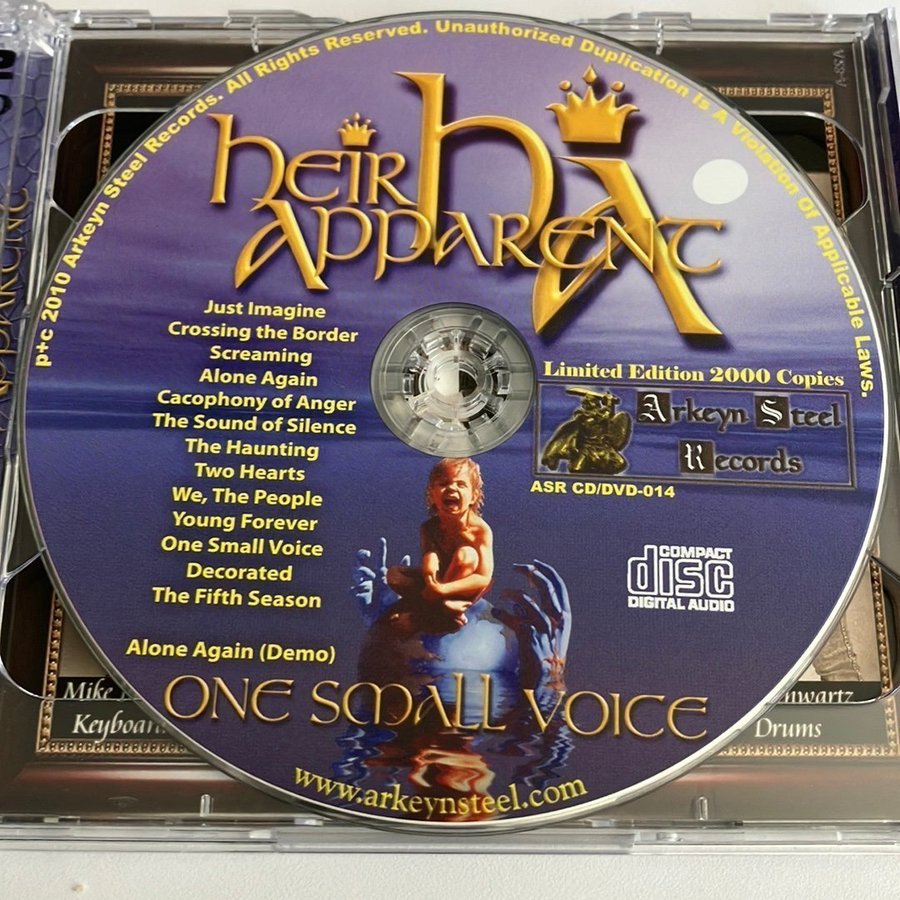 p+c 2010 Arkeyn Steel Records. All Rights Reserved. Unauthorized Duplication Is A Violation Of Applicable Laws.
heir apparent
Just Imagine
Crossing the Border
Screaming
Alone Again
Cacophony of Anger
The Sound of Silence
The Haunting
Two Hearts
We, The People
Young Forever
One Small Voice
Decorated
The Fifth Season
Alone Again (Demo)
Limited Edition 2000 Copies
Arkeyn Steel
Records
ASR CD/DVD-014
COMPACT
disc
DIGITAL AUDIO
ONE SMALL VOICE
www.arkeynsteel.com
Mike
Drums